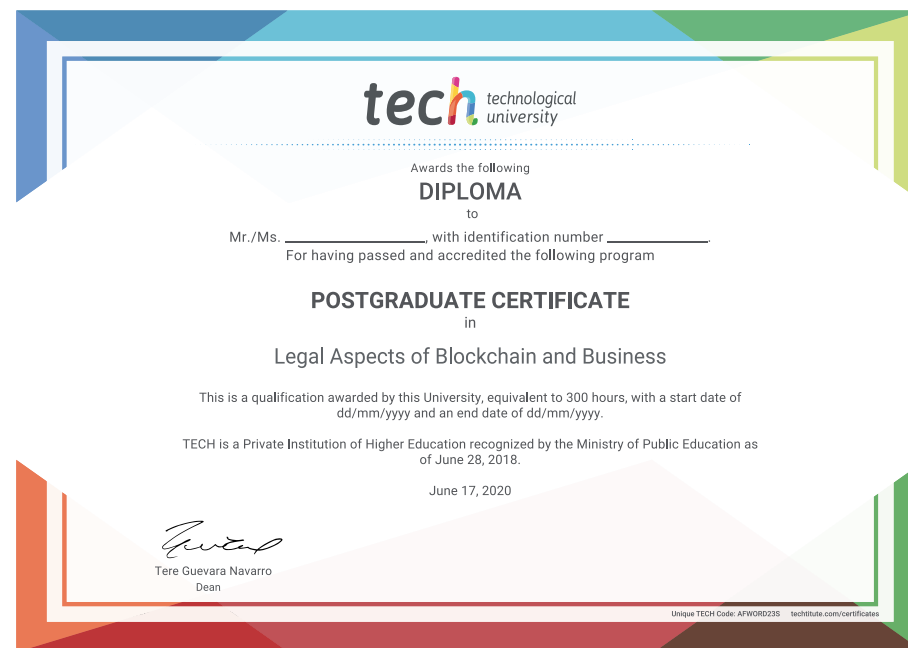 tech technological
university
Awards the following
DIPLOMA
to
Mr./Ms. ____________________, with identification number ______________.
For having passed and accredited the following program
POSTGRADUATE CERTIFICATE
in
Legal Aspects of Blockchain and Business
This is a qualification awarded by this University, equivalent to 300 hours, with a start date of
dd/mm/yyyy and an end date of dd/mm/yyyy.
TECH is a Private Institution of Higher Education recognized by the Ministry of Public Education as
of June 28, 2018.
June 17, 2020
Tere Guevara Navarro
Dean
Unique TECH Code: AFWORD23S techtitute.com/certificates